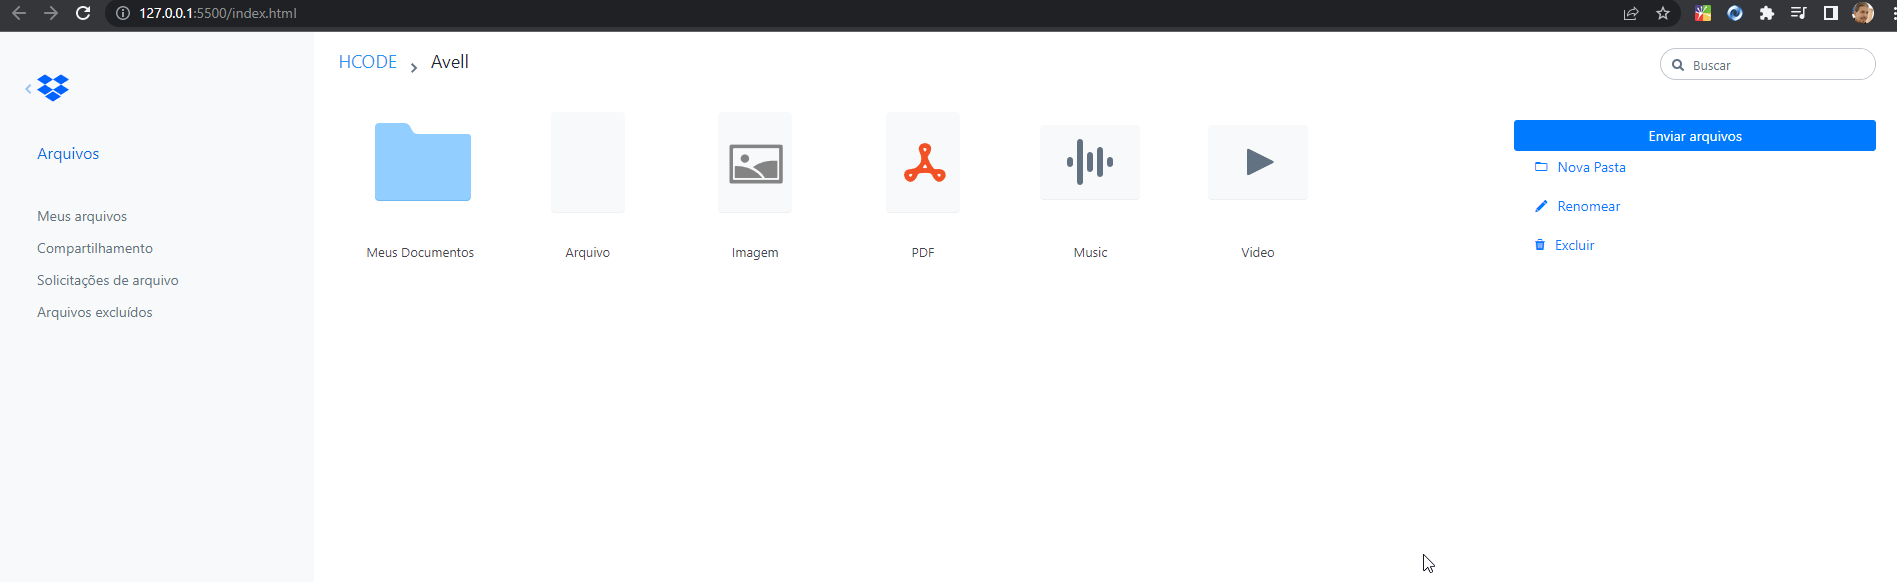 127.0.0.1:5500/index.html
HCODE › Avell
Buscar
Arquivos
Meus arquivos
Compartilhamento
Solicitações de arquivo
Arquivos excluídos
Meus Documentos
Arquivo
Imagem
PDF
Music
Video
Enviar arquivos
Nova Pasta
Renomear
Excluir